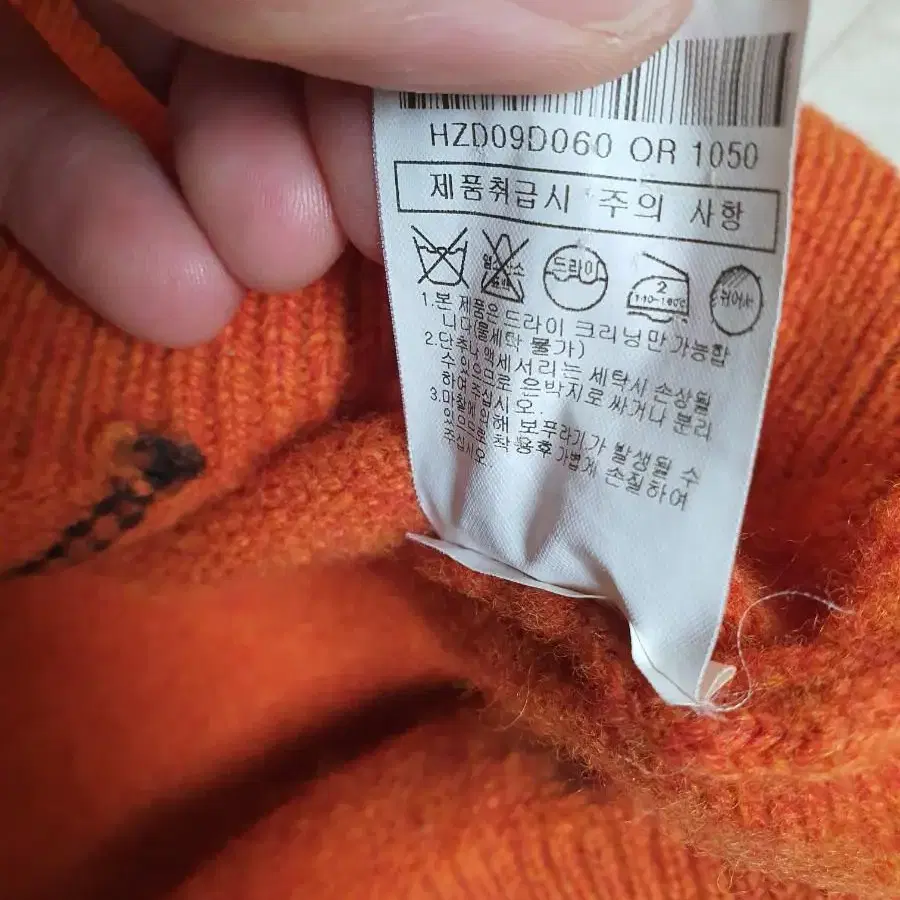 HZD09D060 OR 1050
제품취급시 주의 사항
드라이
2
뉘어서
1.본 제품은 드라이 크리닝만 가능합
니다(물세탁 불가)
2.단추나 액세서리는 세탁시 손상될
수 있으므로 은박지로 싸거나 분리
하여 주십시오.
3.마찰에 의해 보푸라기가 발생될 수
있으므로 착용후 가볍게 손질하여
주십시오.